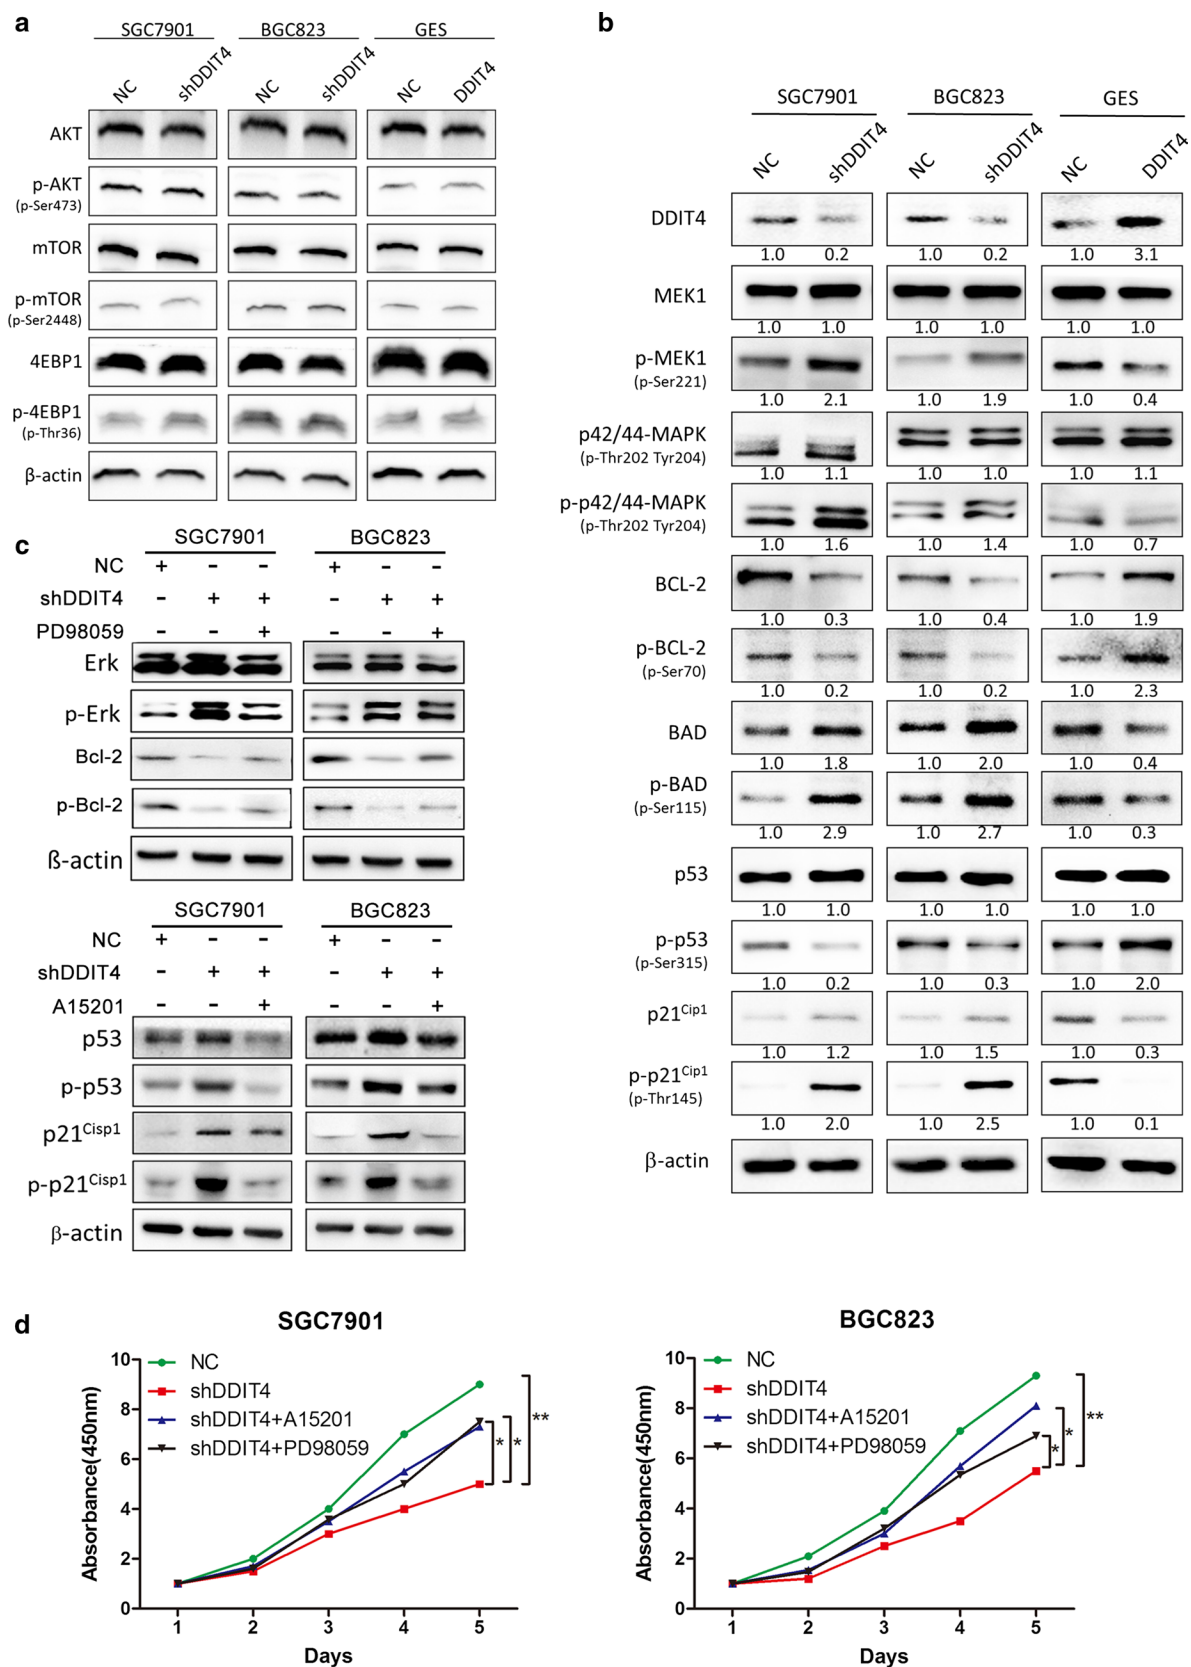 a
SGC7901 BGC823 GES
NC shDDIT4 NC shDDIT4 NC DDIT4
AKT
p-AKT
(p-Ser473)
mTOR
p-mTOR
(p-Ser2448)
4EBP1
p-4EBP1
(p-Thr36)
β-actin
b
SGC7901 BGC823 GES
NC shDDIT4 NC shDDIT4 NC DDIT4
DDIT4
1.0 0.2 1.0 0.2 1.0 3.1
MEK1
1.0 1.0 1.0 1.0 1.0 1.0
p-MEK1
(p-Ser221)
1.0 2.1 1.0 1.9 1.0 0.4
p42/44-MAPK
(p-Thr202 Tyr204)
1.0 1.1 1.0 1.0 1.0 1.1
p-p42/44-MAPK
(p-Thr202 Tyr204)
1.0 1.6 1.0 1.4 1.0 0.7
BCL-2
1.0 0.3 1.0 0.4 1.0 1.9
p-BCL-2
(p-Ser70)
1.0 0.2 1.0 0.2 1.0 2.3
BAD
1.0 1.8 1.0 2.0 1.0 0.4
p-BAD
(p-Ser115)
1.0 2.9 1.0 2.7 1.0 0.3
p53
1.0 1.0 1.0 1.0 1.0 1.0
p-p53
(p-Ser315)
1.0 0.2 1.0 0.3 1.0 2.0
p21Cip1
1.0 1.2 1.0 1.5 1.0 0.3
p-p21Cip1
(p-Thr145)
1.0 2.0 1.0 2.5 1.0 0.1
β-actin
c
SGC7901 BGC823
NC + - - + - -
shDDIT4 - + + - + +
PD98059 - - + - - +
Erk
p-Erk
Bcl-2
p-Bcl-2
ß-actin
SGC7901 BGC823
NC + - - + - -
shDDIT4 - + + - + +
A15201 - - + - - +
p53
p-p53
p21Cisp1
p-p21Cisp1
β-actin
d
SGC7901
Absorbance(450nm)
10
8
6
4
2
0
NC
shDDIT4
shDDIT4+A15201
shDDIT4+PD98059
* * **
1 2 3 4 5
Days
BGC823
Absorbance(450nm)
10
8
6
4
2
0
NC
shDDIT4
shDDIT4+A15201
shDDIT4+PD98059
* * **
1 2 3 4 5
Days